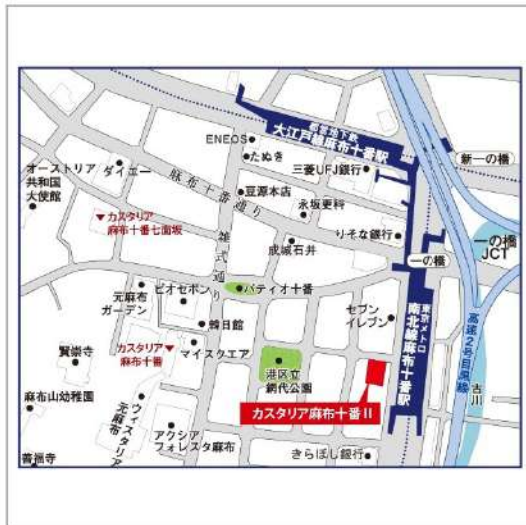 都営地下鉄
大江戸線麻布十番駅
ENEOS
たぬき
三菱UFJ銀行
新一の橋
オーストリア
共和国
大使館
ダイエー
麻布十番通り
豆源本店
永坂更科
カスタリア
麻布十番七面坂
雄式通り
成城石井
りそな銀行
一の橋
一の橋
JCT
元麻布
ガーデン
ビオセボン
パティオ十番
セブン
イレブン
東京メトロ
南北線麻布十番駅
高速2号目黒線
古川
韓日館
賢崇寺
カスタリア
麻布十番
マイスクエア
港区立
網代公園
麻布山幼稚園
ウィスタリア
元麻布
カスタリア麻布十番II
アクシア
フォレスタ麻布
善福寺
きらぼし銀行